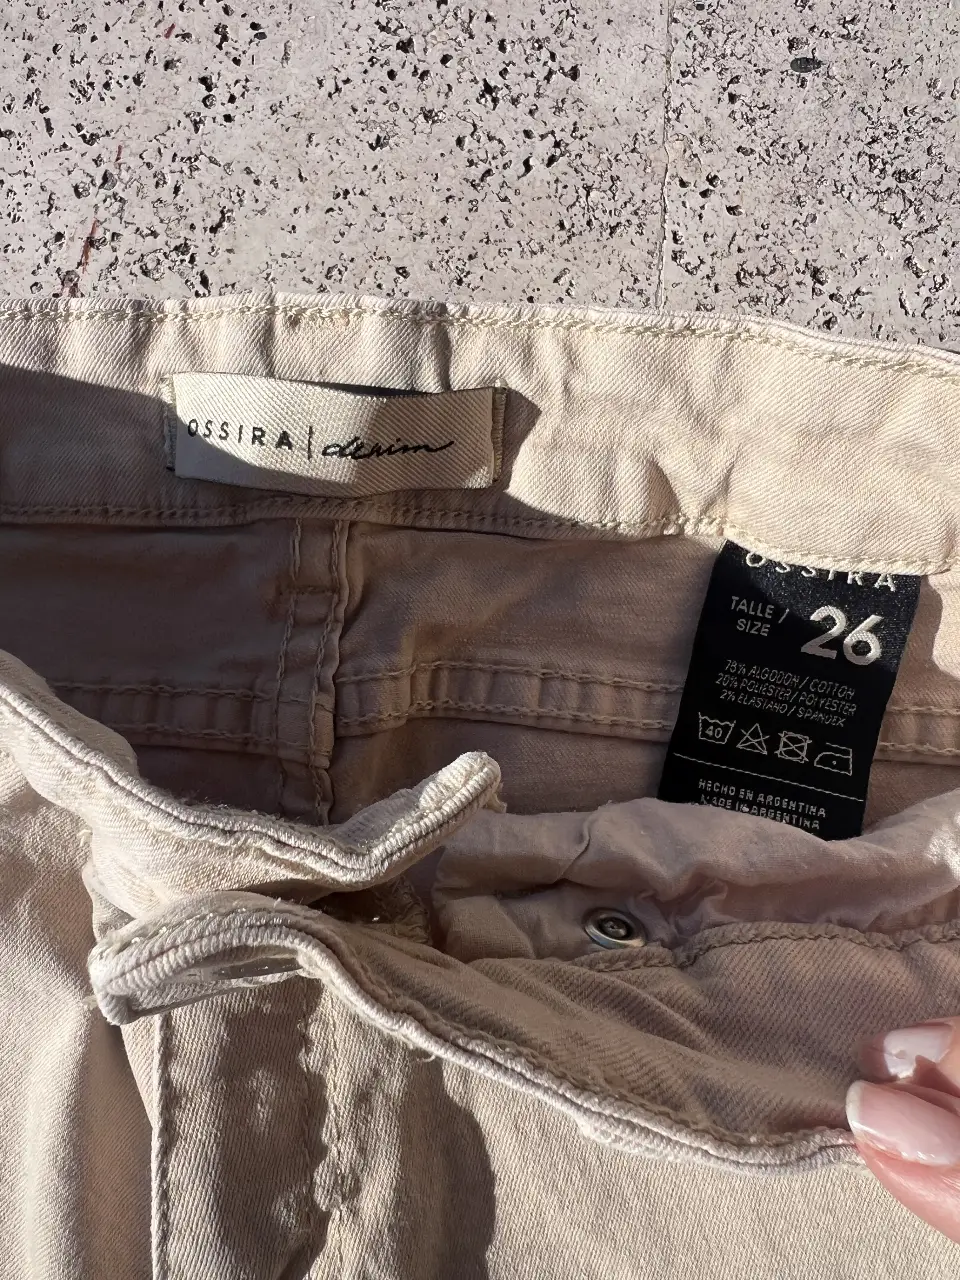 OSSIRA | denim
OSSIRA
TALLE / SIZE
26
78% ALGODON / COTTON
20% POLIESTER / POLYESTER
2% ELASTANO / SPANDEX
40
HECHO EN ARGENTINA
MADE IN ARGENTINA